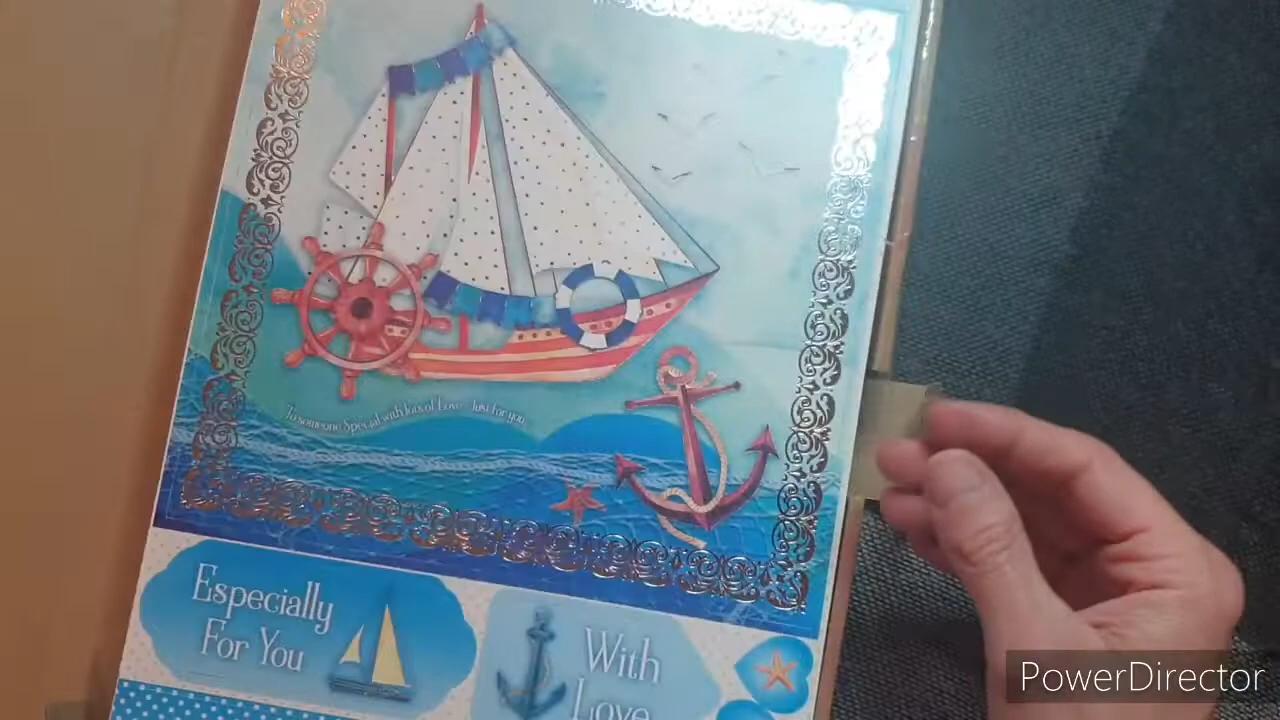 To someone Special with lots of Love - Just for you
Especially
For You
With
Love
PowerDirector